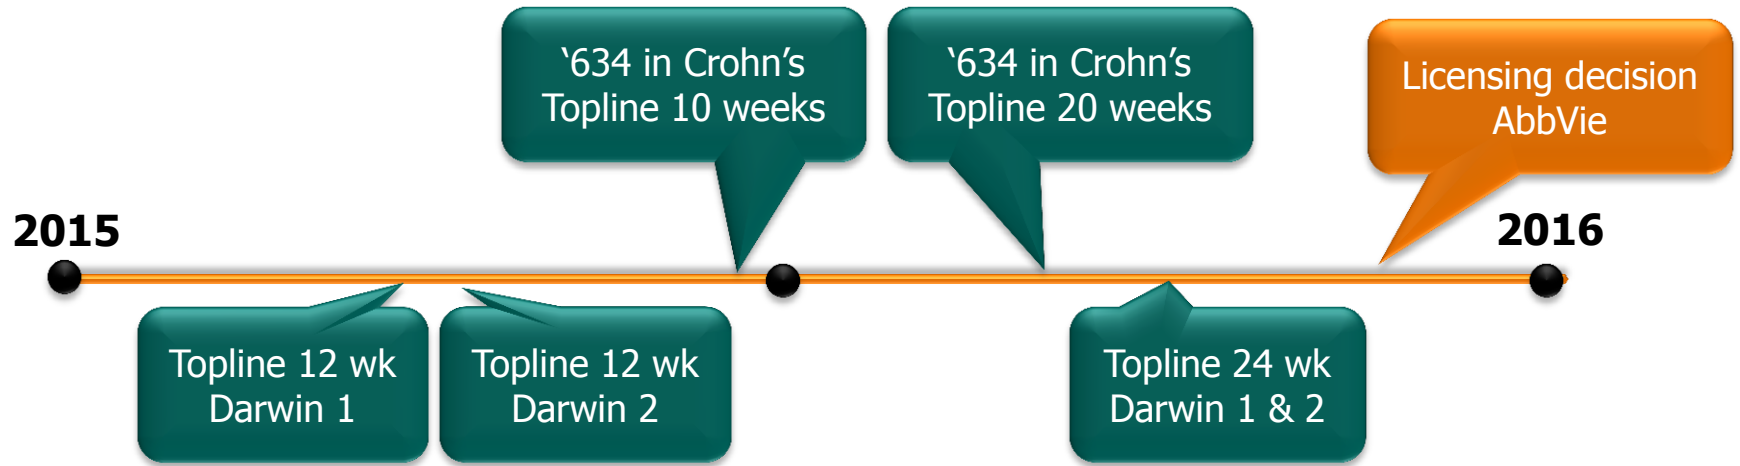 ‘634 in Crohn’s
Topline 10 weeks
‘634 in Crohn’s
Topline 20 weeks
Licensing decision
AbbVie
2015
2016
Topline 12 wk
Darwin 1
Topline 12 wk
Darwin 2
Topline 24 wk
Darwin 1 & 2